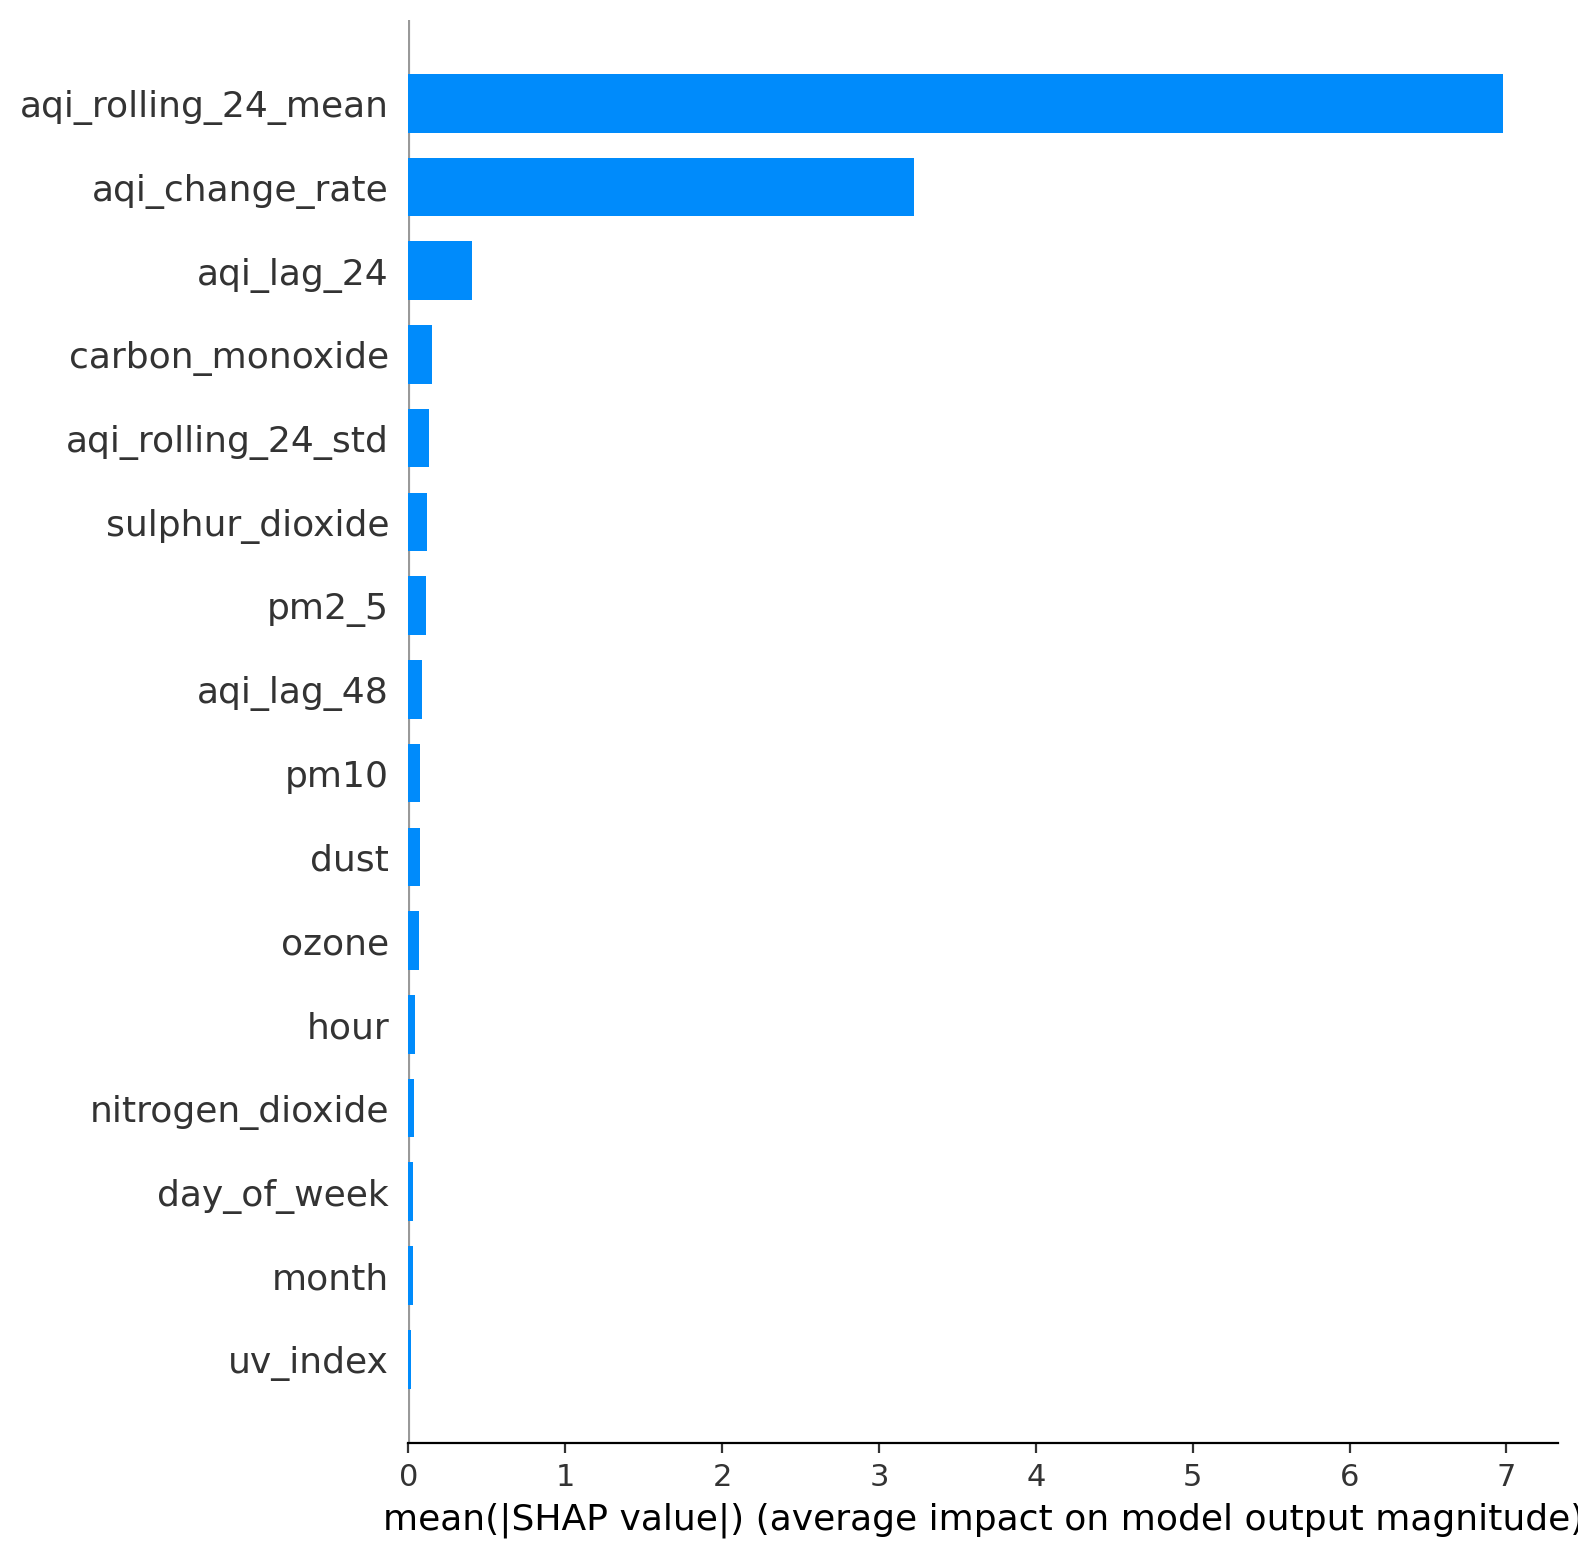 aqi_rolling_24_mean
aqi_change_rate
aqi_lag_24
carbon_monoxide
aqi_rolling_24_std
sulphur_dioxide
pm2_5
aqi_lag_48
pm10
dust
ozone
hour
nitrogen_dioxide
day_of_week
month
uv_index
0 1 2 3 4 5 6 7
mean(|SHAP value|) (average impact on model output magnitude)